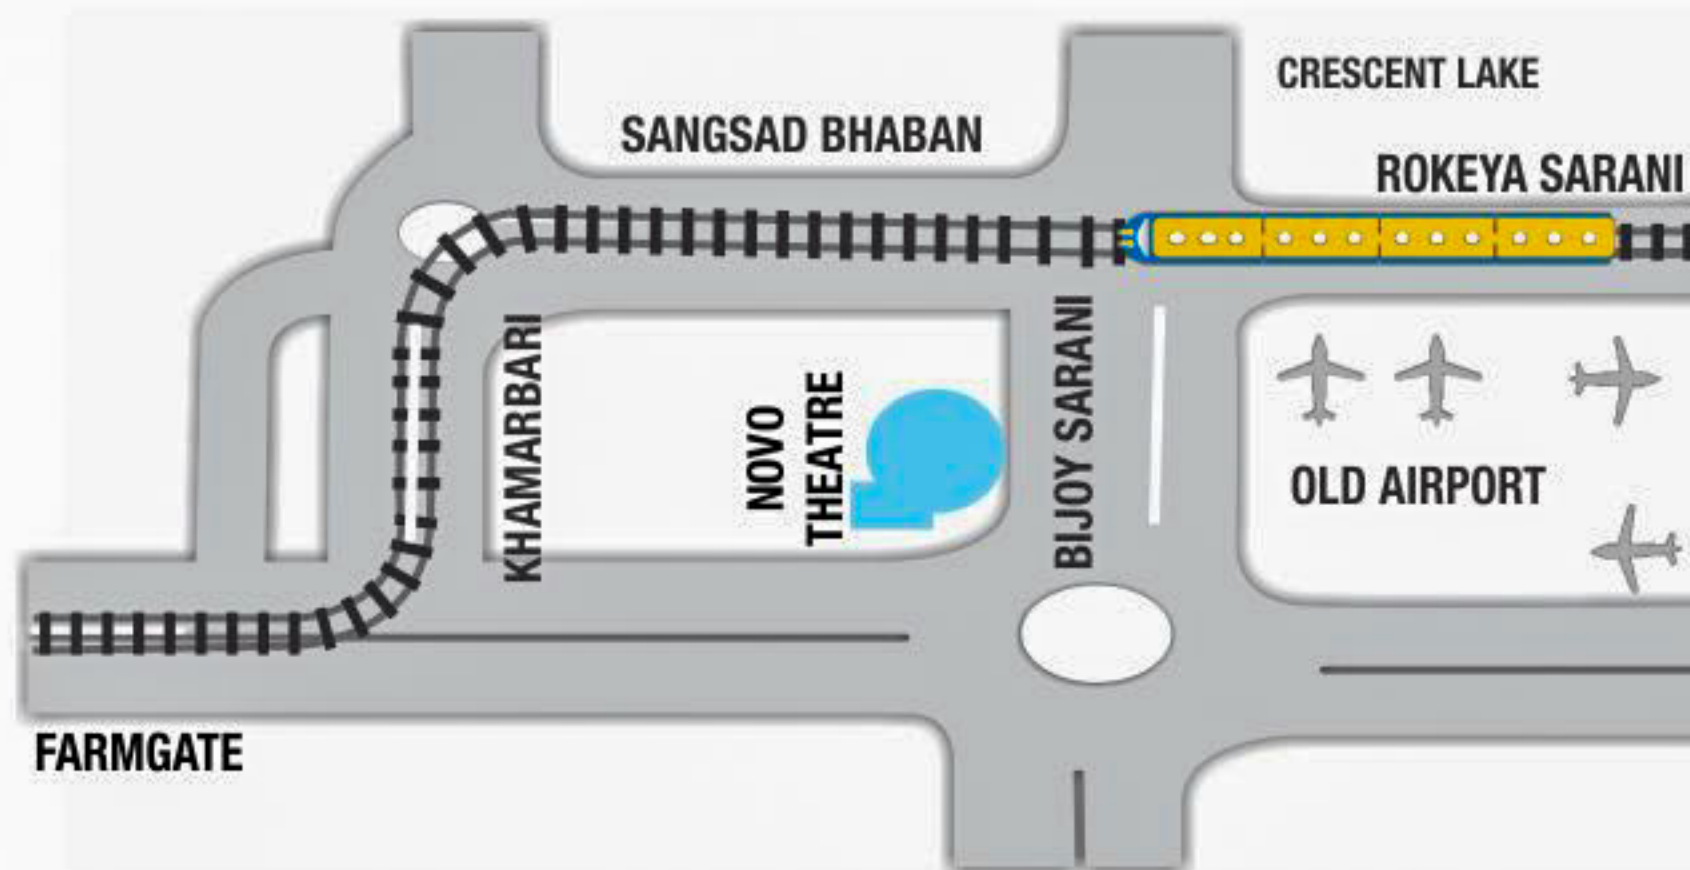 CRESCENT LAKE
SANGSAD BHABAN
ROKEYA SARANI
KHAMARBARI
NOVO
THEATRE
BIJOY SARANI
OLD AIRPORT
FARMGATE